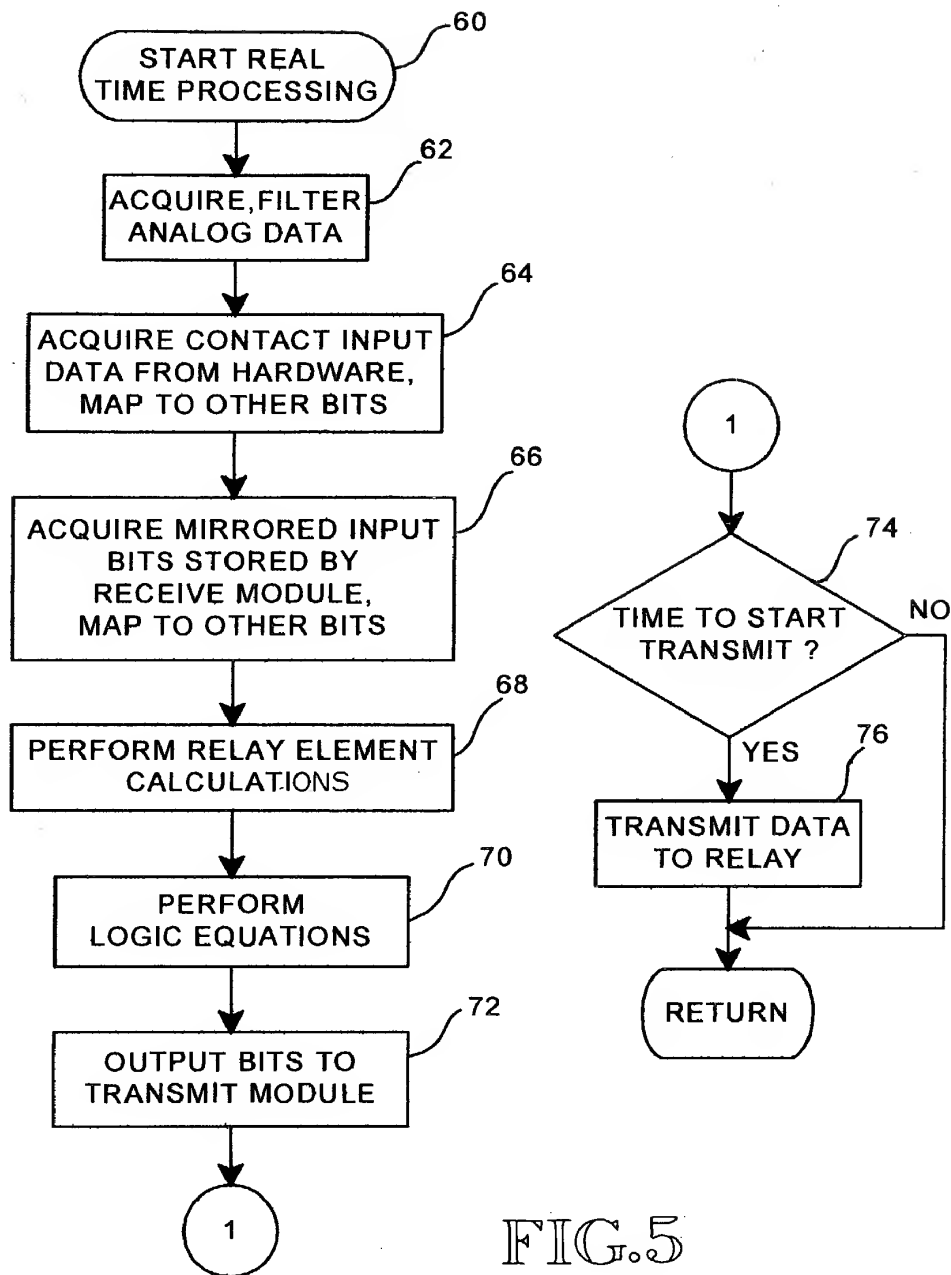 60
START REAL
TIME PROCESSING
62
ACQUIRE,FILTER
ANALOG DATA
64
ACQUIRE CONTACT INPUT
DATA FROM HARDWARE,
MAP TO OTHER BITS
66
ACQUIRE MIRRORED INPUT
BITS STORED BY
RECEIVE MODULE,
MAP TO OTHER BITS
68
PERFORM RELAY ELEMENT
CALCULATIONS
70
PERFORM
LOGIC EQUATIONS
72
OUTPUT BITS TO
TRANSMIT MODULE
1
1
74
TIME TO START
TRANSMIT ?
NO
YES
76
TRANSMIT DATA
TO RELAY
RETURN
FIG.5